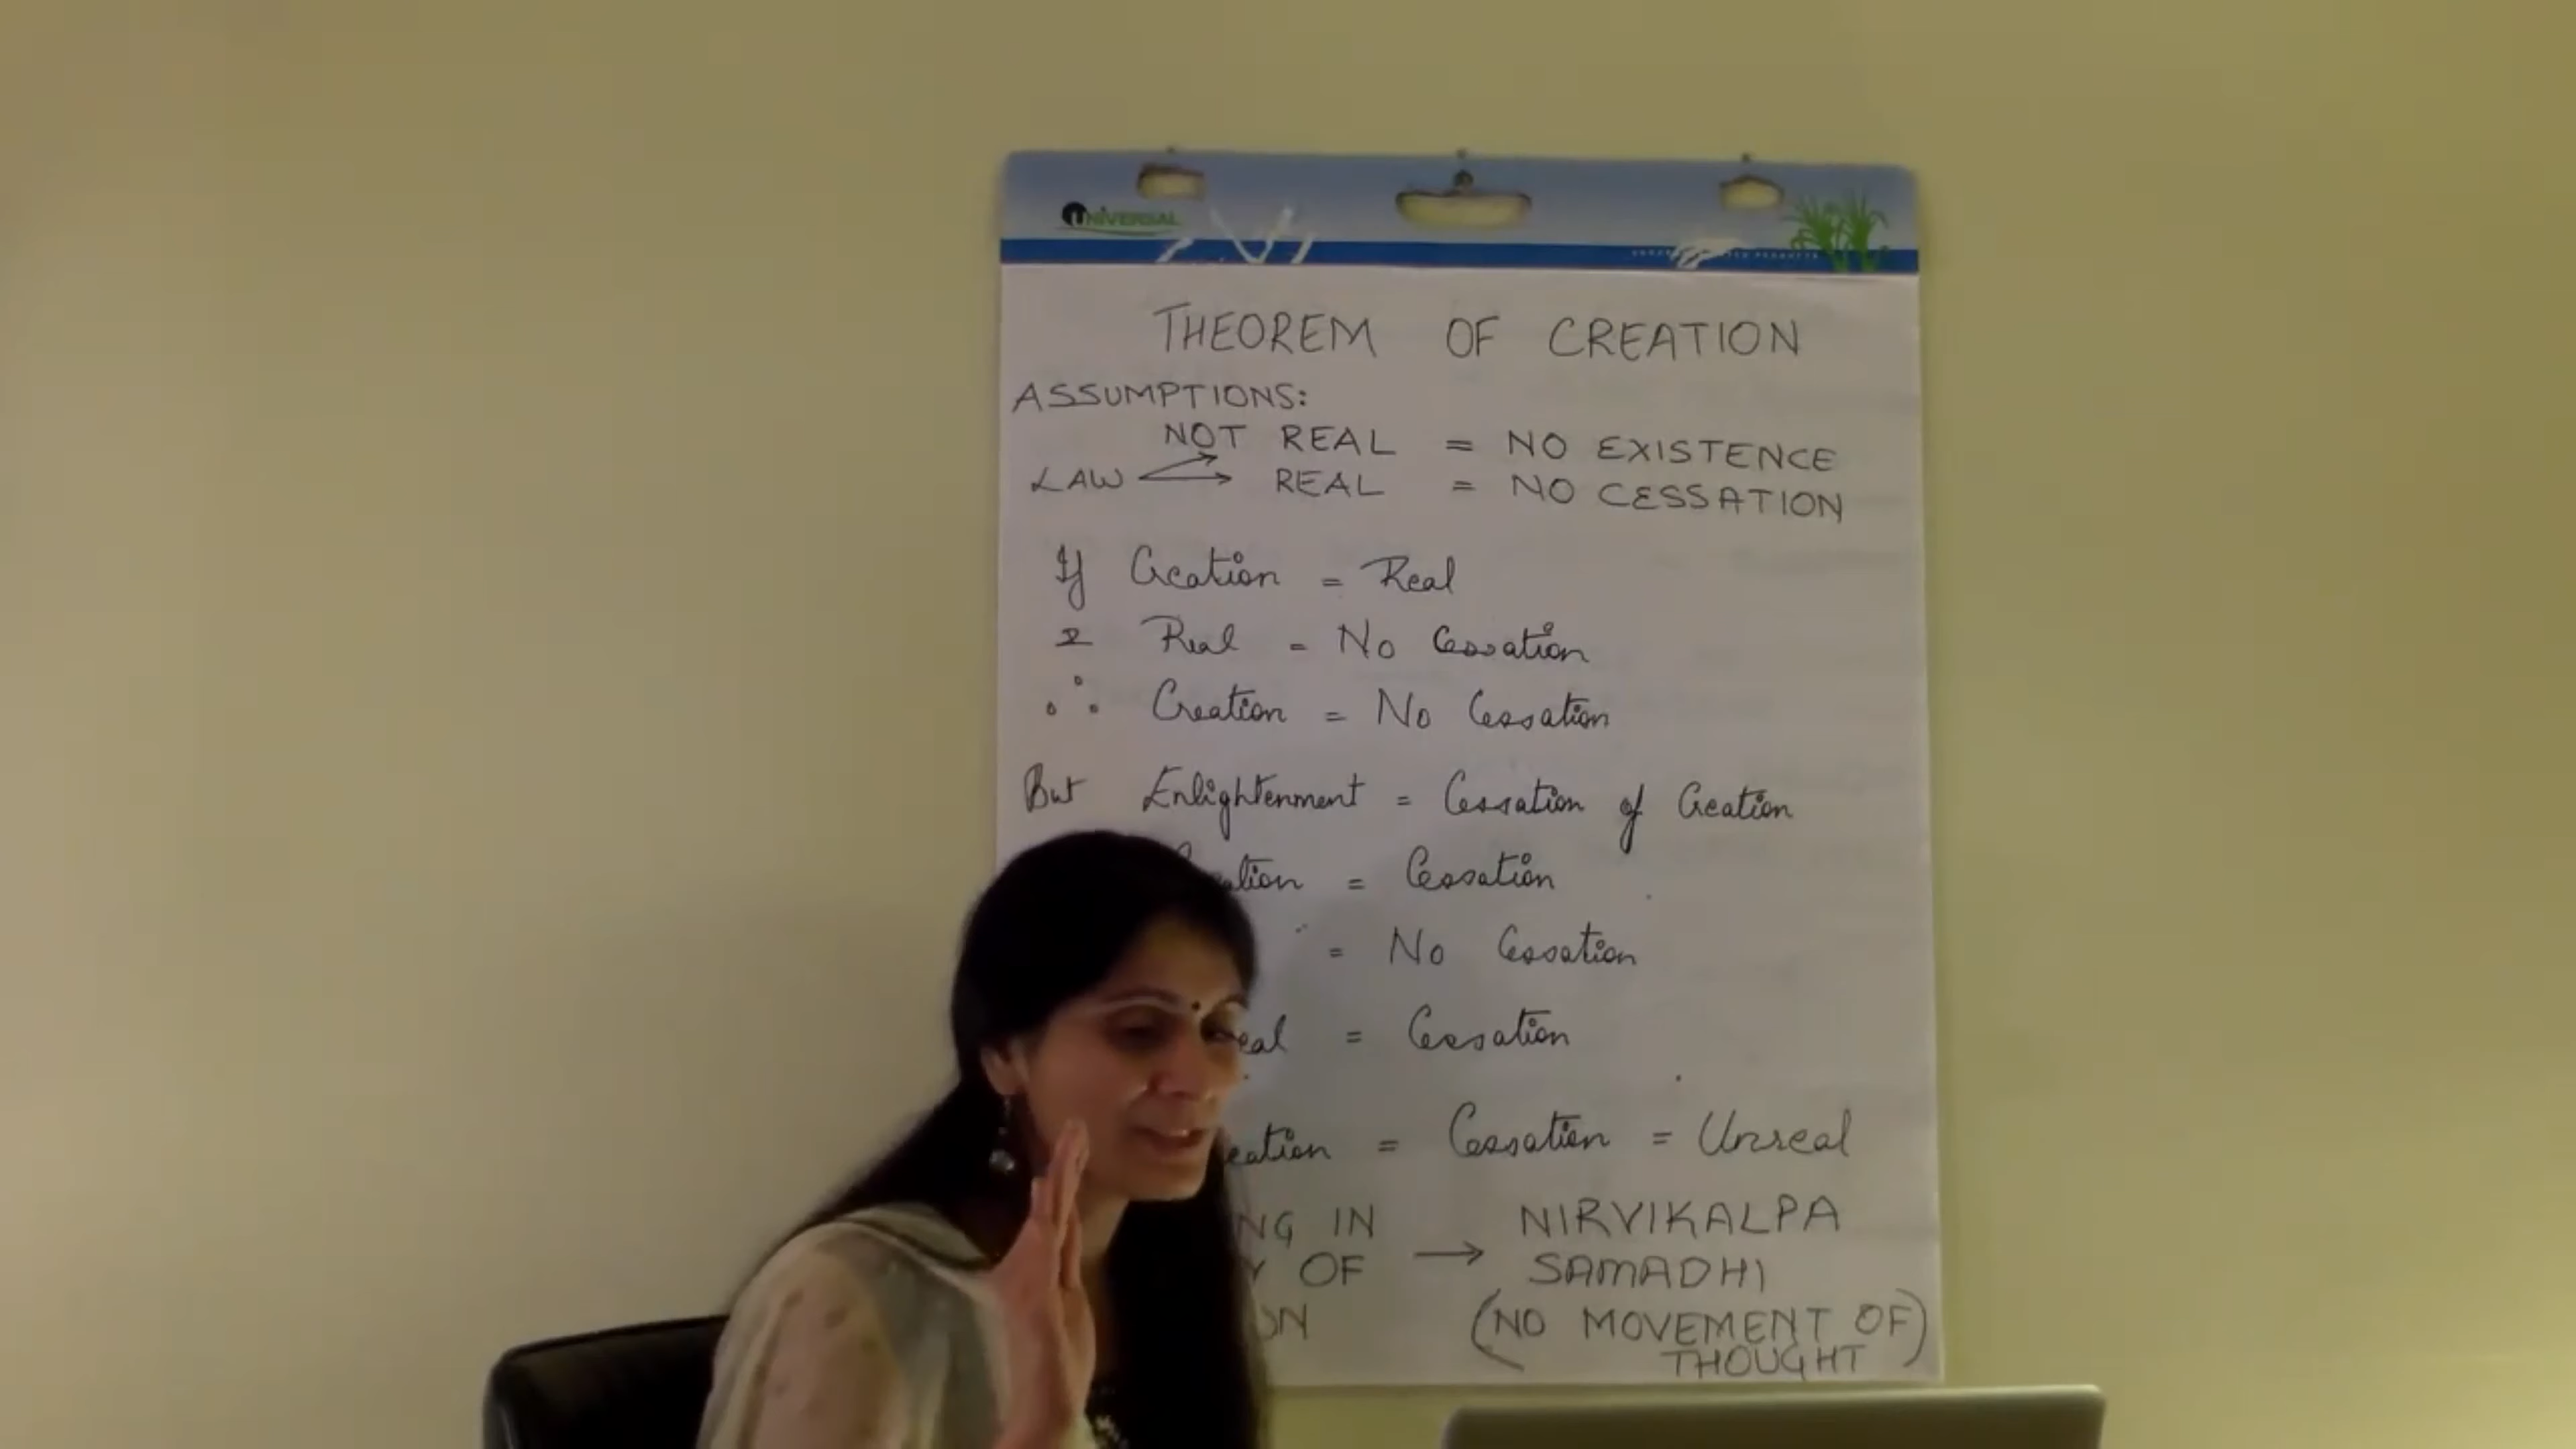 UNIVERSAL
THEOREM OF CREATION
ASSUMPTIONS:
NOT REAL = NO EXISTENCE
LAW REAL = NO CESSATION
If Creation = Real
& Real = No Cessation
∴ Creation = No Cessation
But Enlightenment = Cessation of Creation
= Cessation
= No Cessation
= Cessation
= Cessation = Unreal
IN → NIRVIKALPA
OF SAMADHI
(NO MOVEMENT OF
THOUGHT)